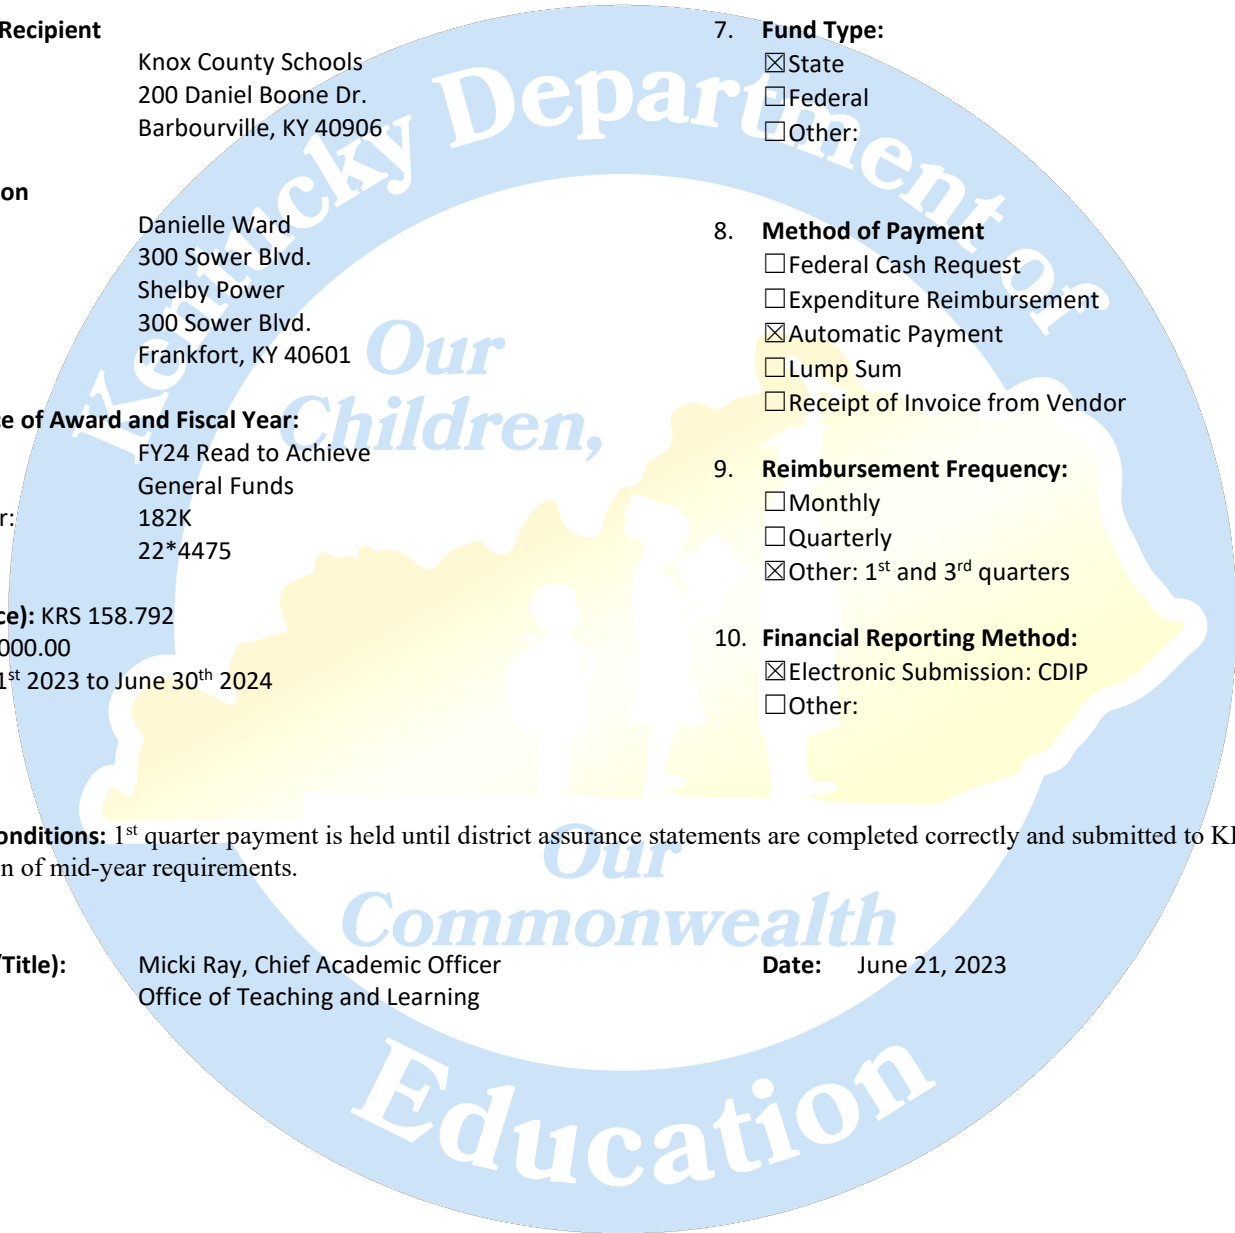 Recipient
Knox County Schools
200 Daniel Boone Dr.
Barbourville, KY 40906
on
Danielle Ward
300 Sower Blvd.
Shelby Power
300 Sower Blvd.
Frankfort, KY 40601
e of Award and Fiscal Year:
FY24 Read to Achieve
General Funds
r: 182K
22*4475
ce): KRS 158.792
000.00
1st 2023 to June 30th 2024
7. Fund Type:
☒State
☐Federal
☐Other:
8. Method of Payment
☐Federal Cash Request
☐Expenditure Reimbursement
☒Automatic Payment
☐Lump Sum
☐Receipt of Invoice from Vendor
9. Reimbursement Frequency:
☐Monthly
☐Quarterly
☒Other: 1st and 3rd quarters
10. Financial Reporting Method:
☒Electronic Submission: CDIP
☐Other:
onditions: 1st quarter payment is held until district assurance statements are completed correctly and submitted to
n of mid-year requirements.
Title): Micki Ray, Chief Academic Officer
Office of Teaching and Learning
Date: June 21, 2023
Kentucky Department of
Education
Our
Children,
Our
Commonwealth